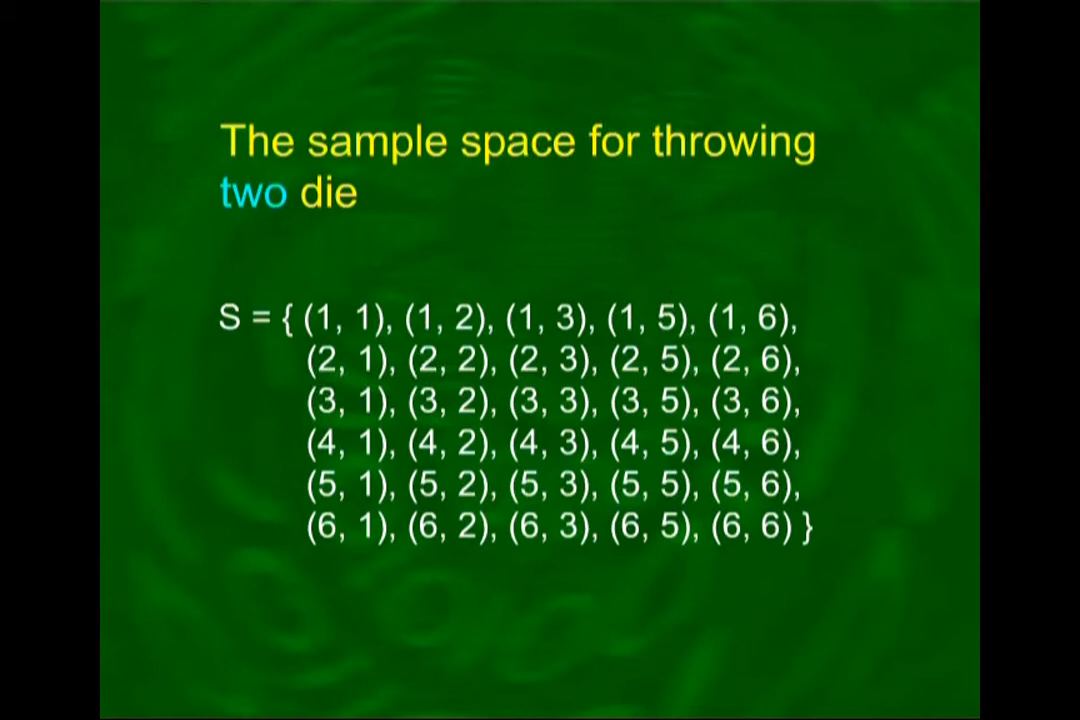 The sample space for throwing
two die
S = { (1, 1), (1, 2), (1, 3), (1, 5), (1, 6),
(2, 1), (2, 2), (2, 3), (2, 5), (2, 6),
(3, 1), (3, 2), (3, 3), (3, 5), (3, 6),
(4, 1), (4, 2), (4, 3), (4, 5), (4, 6),
(5, 1), (5, 2), (5, 3), (5, 5), (5, 6),
(6, 1), (6, 2), (6, 3), (6, 5), (6, 6) }